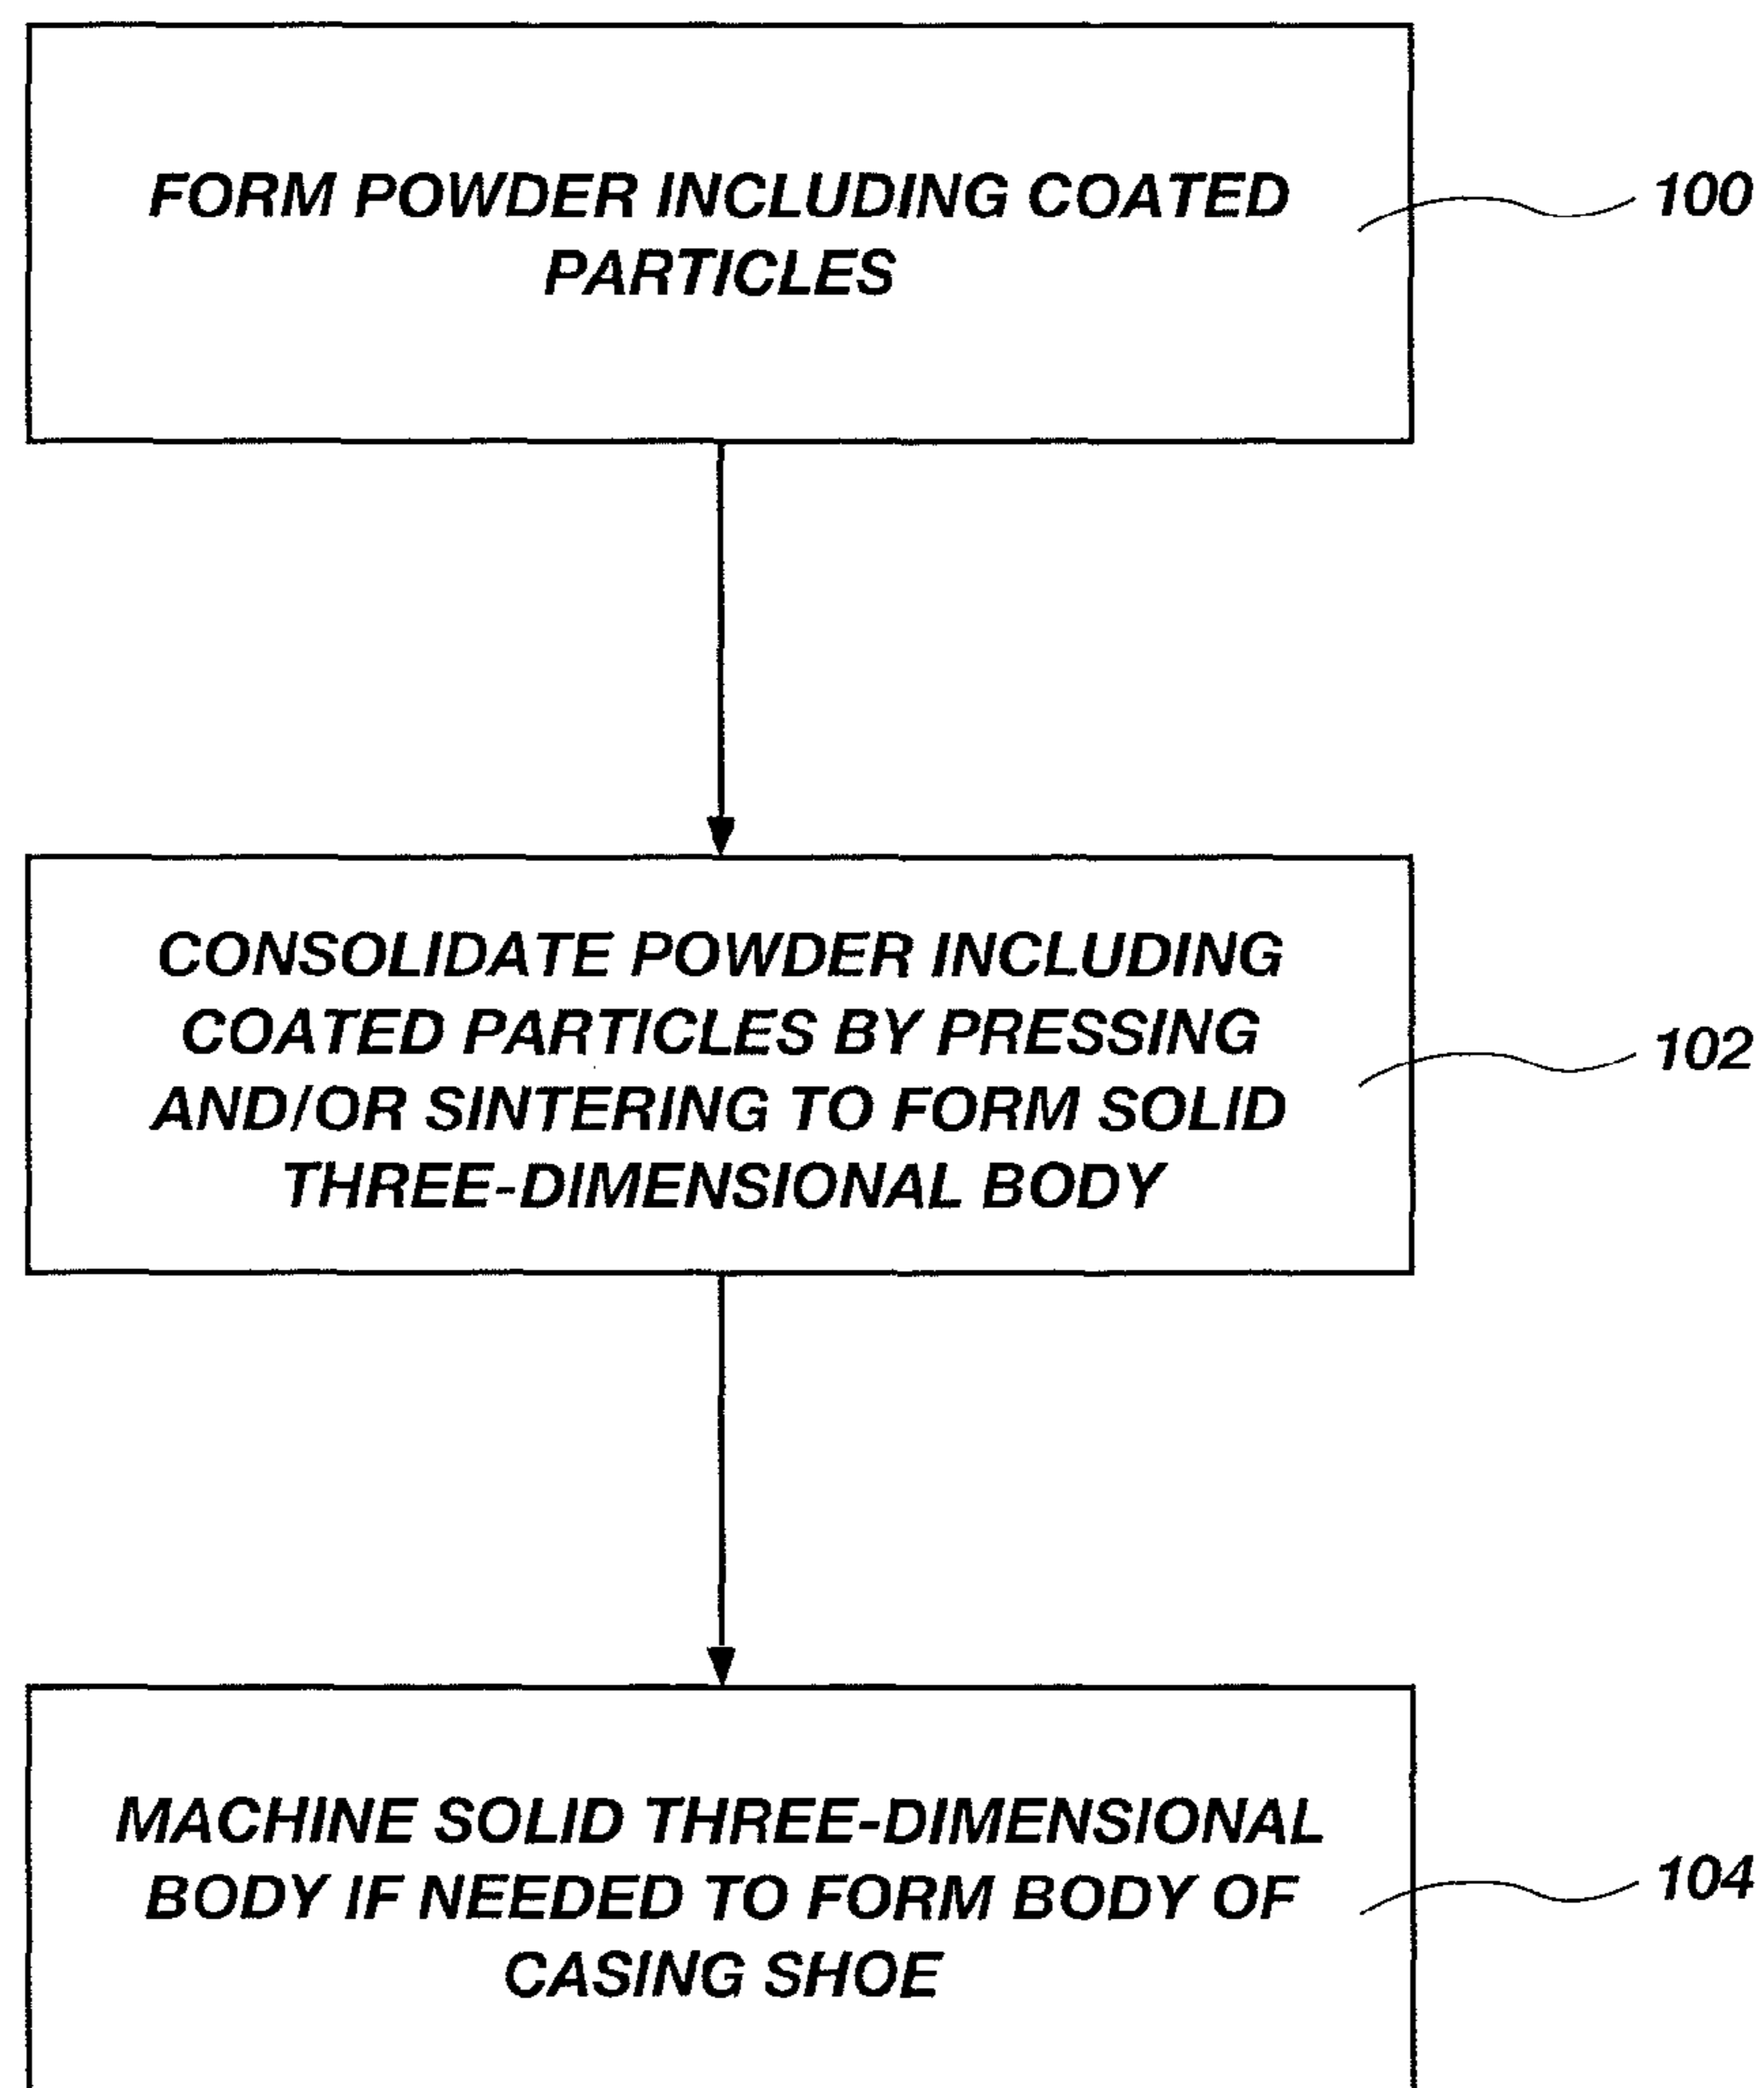 FORM POWDER INCLUDING COATED
PARTICLES
100
CONSOLIDATE POWDER INCLUDING
COATED PARTICLES BY PRESSING
AND/OR SINTERING TO FORM SOLID
THREE-DIMENSIONAL BODY
102
MACHINE SOLID THREE-DIMENSIONAL
BODY IF NEEDED TO FORM BODY OF
CASING SHOE
104